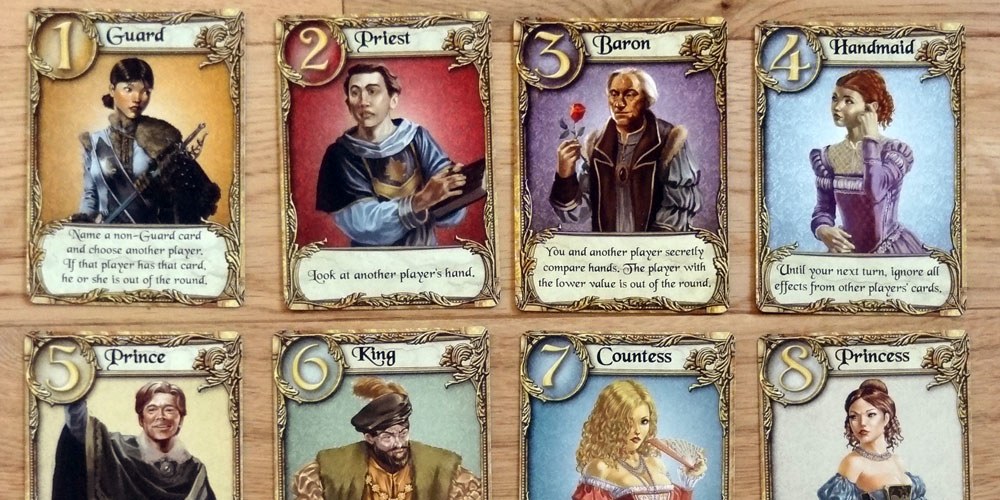 1 Guard
Name a non-Guard card
and choose another player.
If that player has that card,
he or she is out of the round.
2 Priest
Look at another player's hand.
3 Baron
You and another player secretly
compare hands. The player with
the lower value is out of the round.
4 Handmaid
Until your next turn, ignore all
effects from other players' cards.
5 Prince
6 King
7 Countess
8 Princess